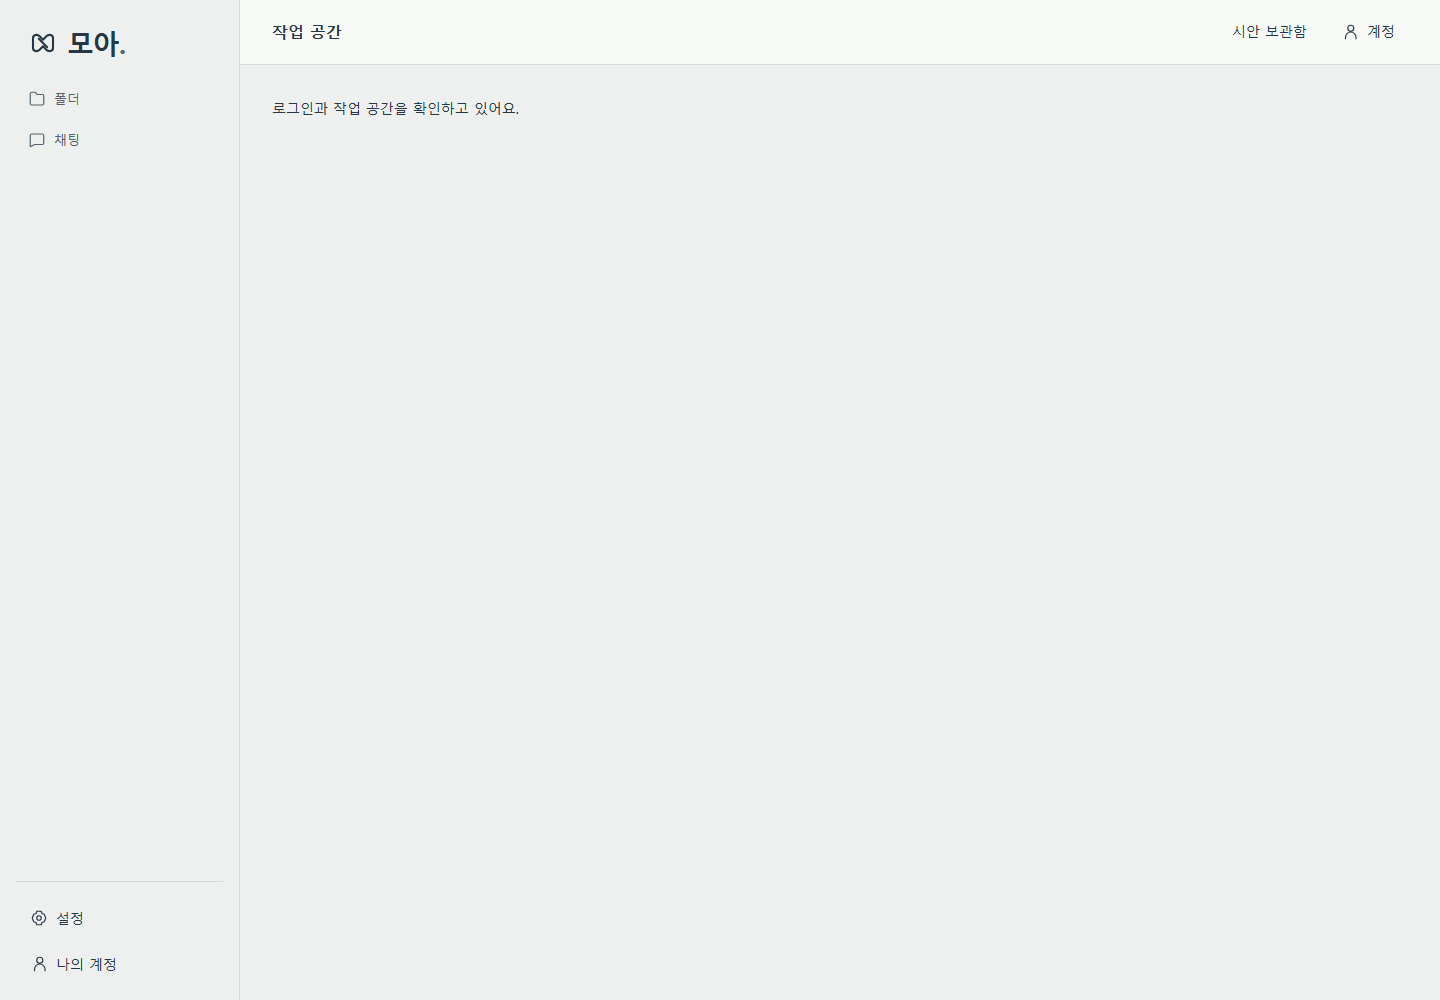 모아.
폴더
채팅
설정
나의 계정
작업 공간
시안 보관함
계정
로그인과 작업 공간을 확인하고 있어요.